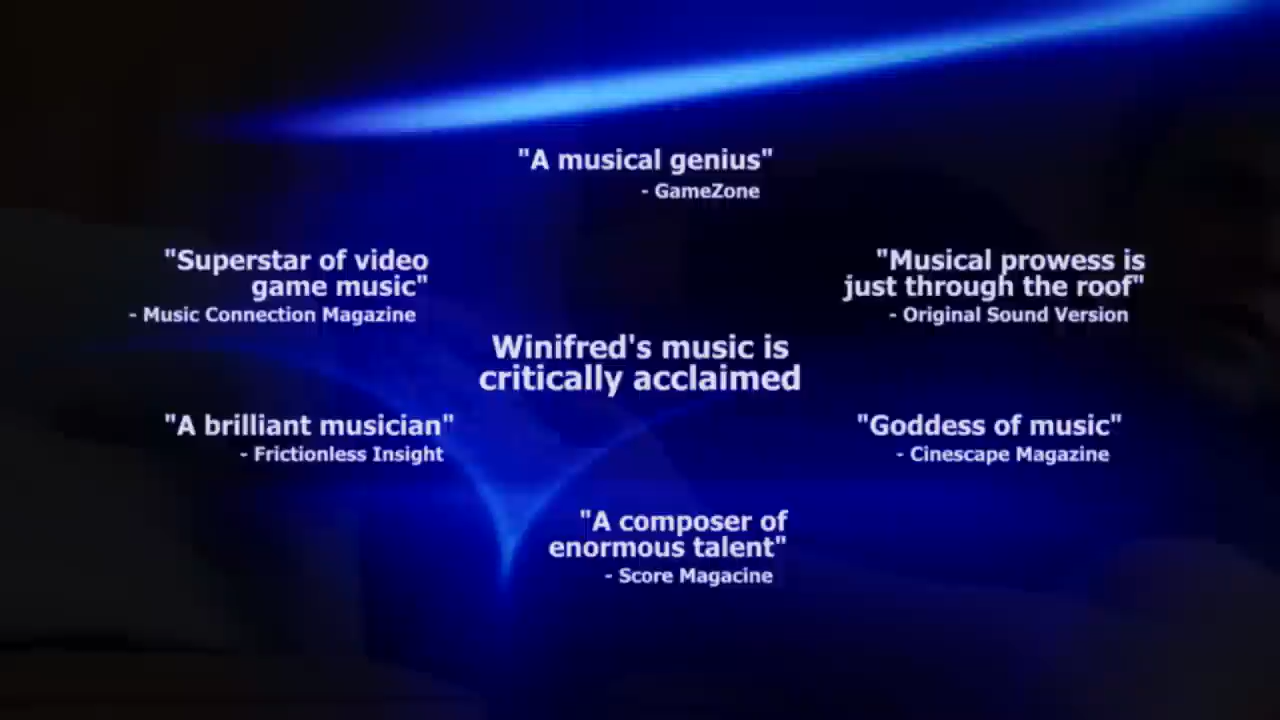 "A musical genius"
- GameZone
"Superstar of video
game music"
- Music Connection Magazine
"Musical prowess is
just through the roof"
- Original Sound Version
Winifred's music is
critically acclaimed
"A brilliant musician"
- Frictionless Insight
"Goddess of music"
- Cinescape Magazine
"A composer of
enormous talent"
- Score Magacine